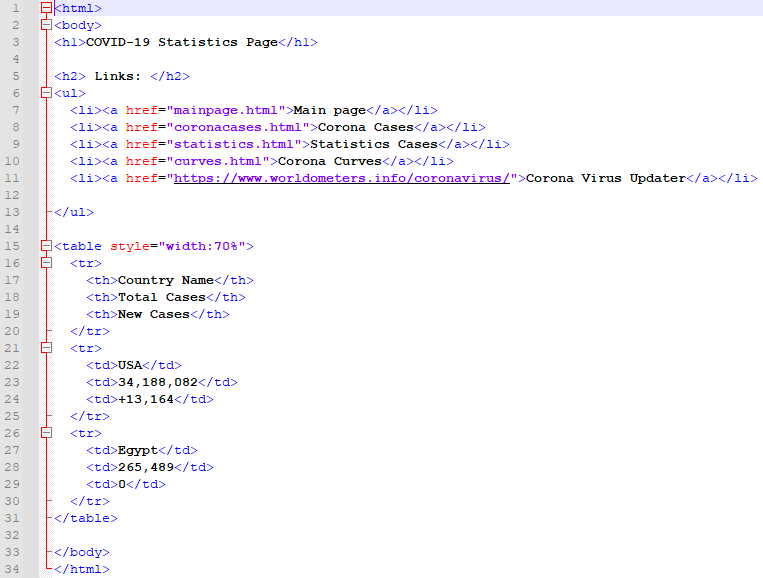 1 <html>
2 <body>
3 <h1>COVID-19 Statistics Page</h1>
4
5 <h2> Links: </h2>
6 <ul>
7   <li><a href="mainpage.html">Main page</a></li>
8   <li><a href="coronacases.html">Corona Cases</a></li>
9   <li><a href="statistics.html">Statistics Cases</a></li>
10   <li><a href="curves.html">Corona Curves</a></li>
11   <li><a href="https://www.worldometers.info/coronavirus/">Corona Virus Updater</a></li>
12
13 </ul>
14
15 <table style="width:70%">
16   <tr>
17     <th>Country Name</th>
18     <th>Total Cases</th>
19     <th>New Cases</th>
20   </tr>
21   <tr>
22     <td>USA</td>
23     <td>34,188,082</td>
24     <td>+13,164</td>
25   </tr>
26   <tr>
27     <td>Egypt</td>
28     <td>265,489</td>
29     <td>0</td>
30   </tr>
31 </table>
32
33 </body>
34 </html>